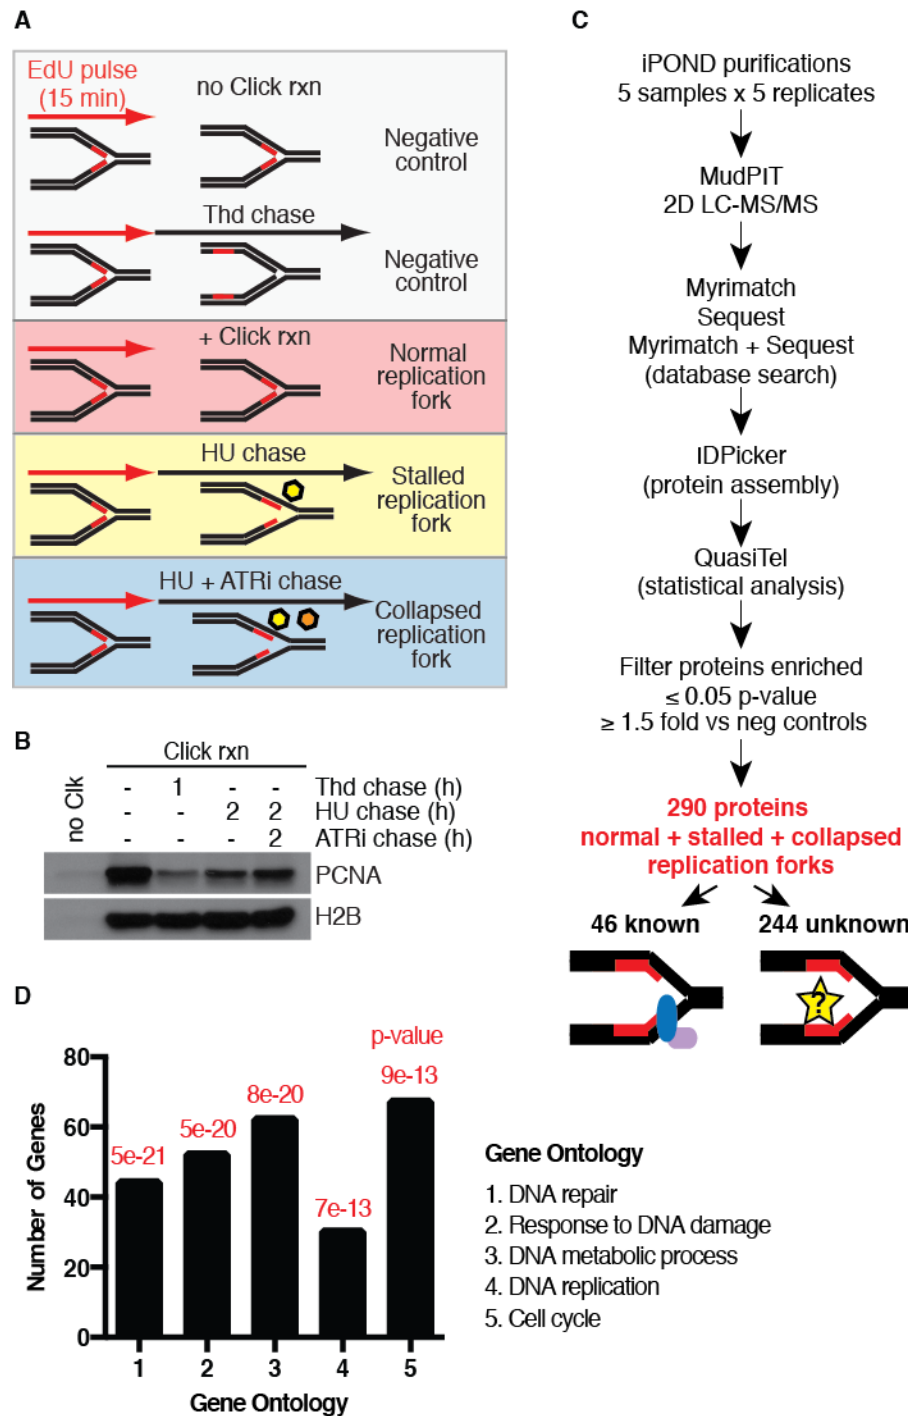 A
EdU pulse
(15 min)
no Click rxn
Negative
control
Thd chase
Negative
control
+ Click rxn
Normal
replication
fork
HU chase
Stalled
replication
fork
HU + ATRi chase
Collapsed
replication
fork
B
Click rxn
no Clk
- 1 - - Thd chase (h)
- - 2 2 HU chase (h)
- - - 2 ATRi chase (h)
PCNA
H2B
C
iPOND purifications
5 samples x 5 replicates
MudPIT
2D LC-MS/MS
Myrimatch
Sequest
Myrimatch + Sequest
(database search)
IDPicker
(protein assembly)
QuasiTel
(statistical analysis)
Filter proteins enriched
≤ 0.05 p-value
≥ 1.5 fold vs neg controls
290 proteins
normal + stalled + collapsed
replication forks
46 known
244 unknown
?
D
p-value
5e-21
5e-20
8e-20
7e-13
9e-13
Number of Genes
80
60
40
20
0
1 2 3 4 5
Gene Ontology
Gene Ontology
1. DNA repair
2. Response to DNA damage
3. DNA metabolic process
4. DNA replication
5. Cell cycle